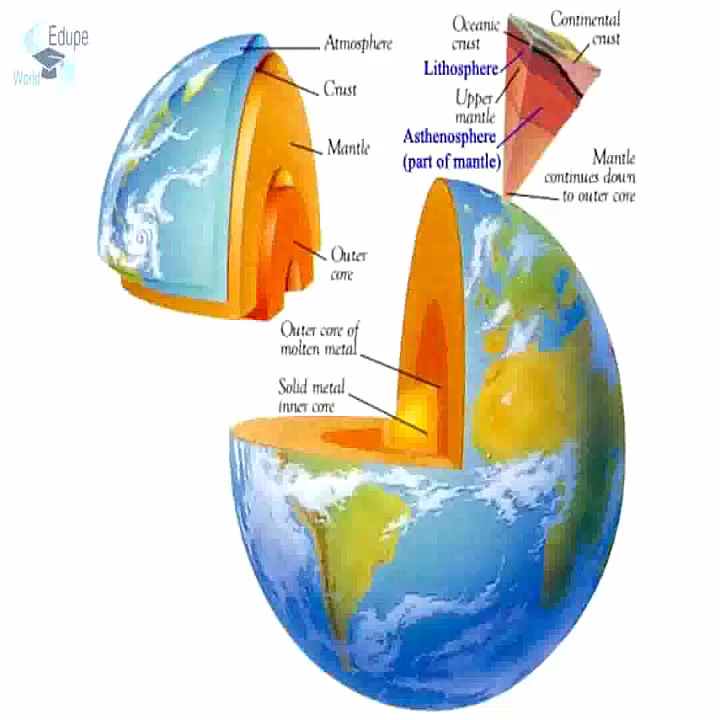 Edupe
World
Atmosphere
Crust
Mantle
Outer
core
Oceanic
crust
Continental
crust
Lithosphere
Upper
mantle
Asthenosphere
(part of mantle)
Mantle
continues down
to outer core
Outer core of
molten metal
Solid metal
inner core